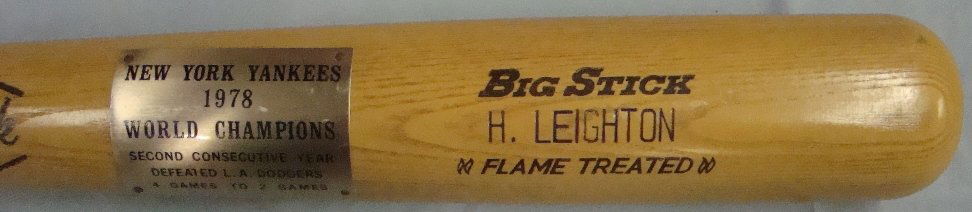 NEW YORK YANKEES
1978
WORLD CHAMPIONS
SECOND CONSECUTIVE YEAR
DEFEATED L.A. DODGERS
4 GAMES TO 2 GAMES
BIG STICK
H. LEIGHTON
FLAME TREATED